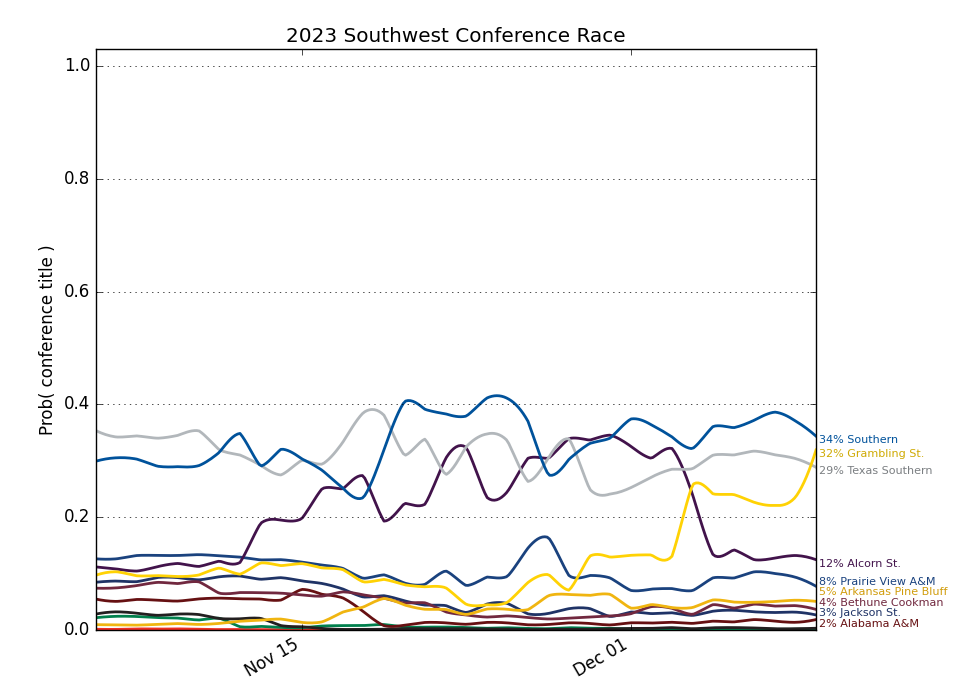 2023 Southwest Conference Race
Prob( conference title )
1.0
0.8
0.6
0.4
0.2
0.0
Nov 15
Dec 01
34% Southern
32% Grambling St.
29% Texas Southern
12% Alcorn St.
8% Prairie View A&M
5% Arkansas Pine Bluff
4% Bethune Cookman
3% Jackson St.
2% Alabama A&M